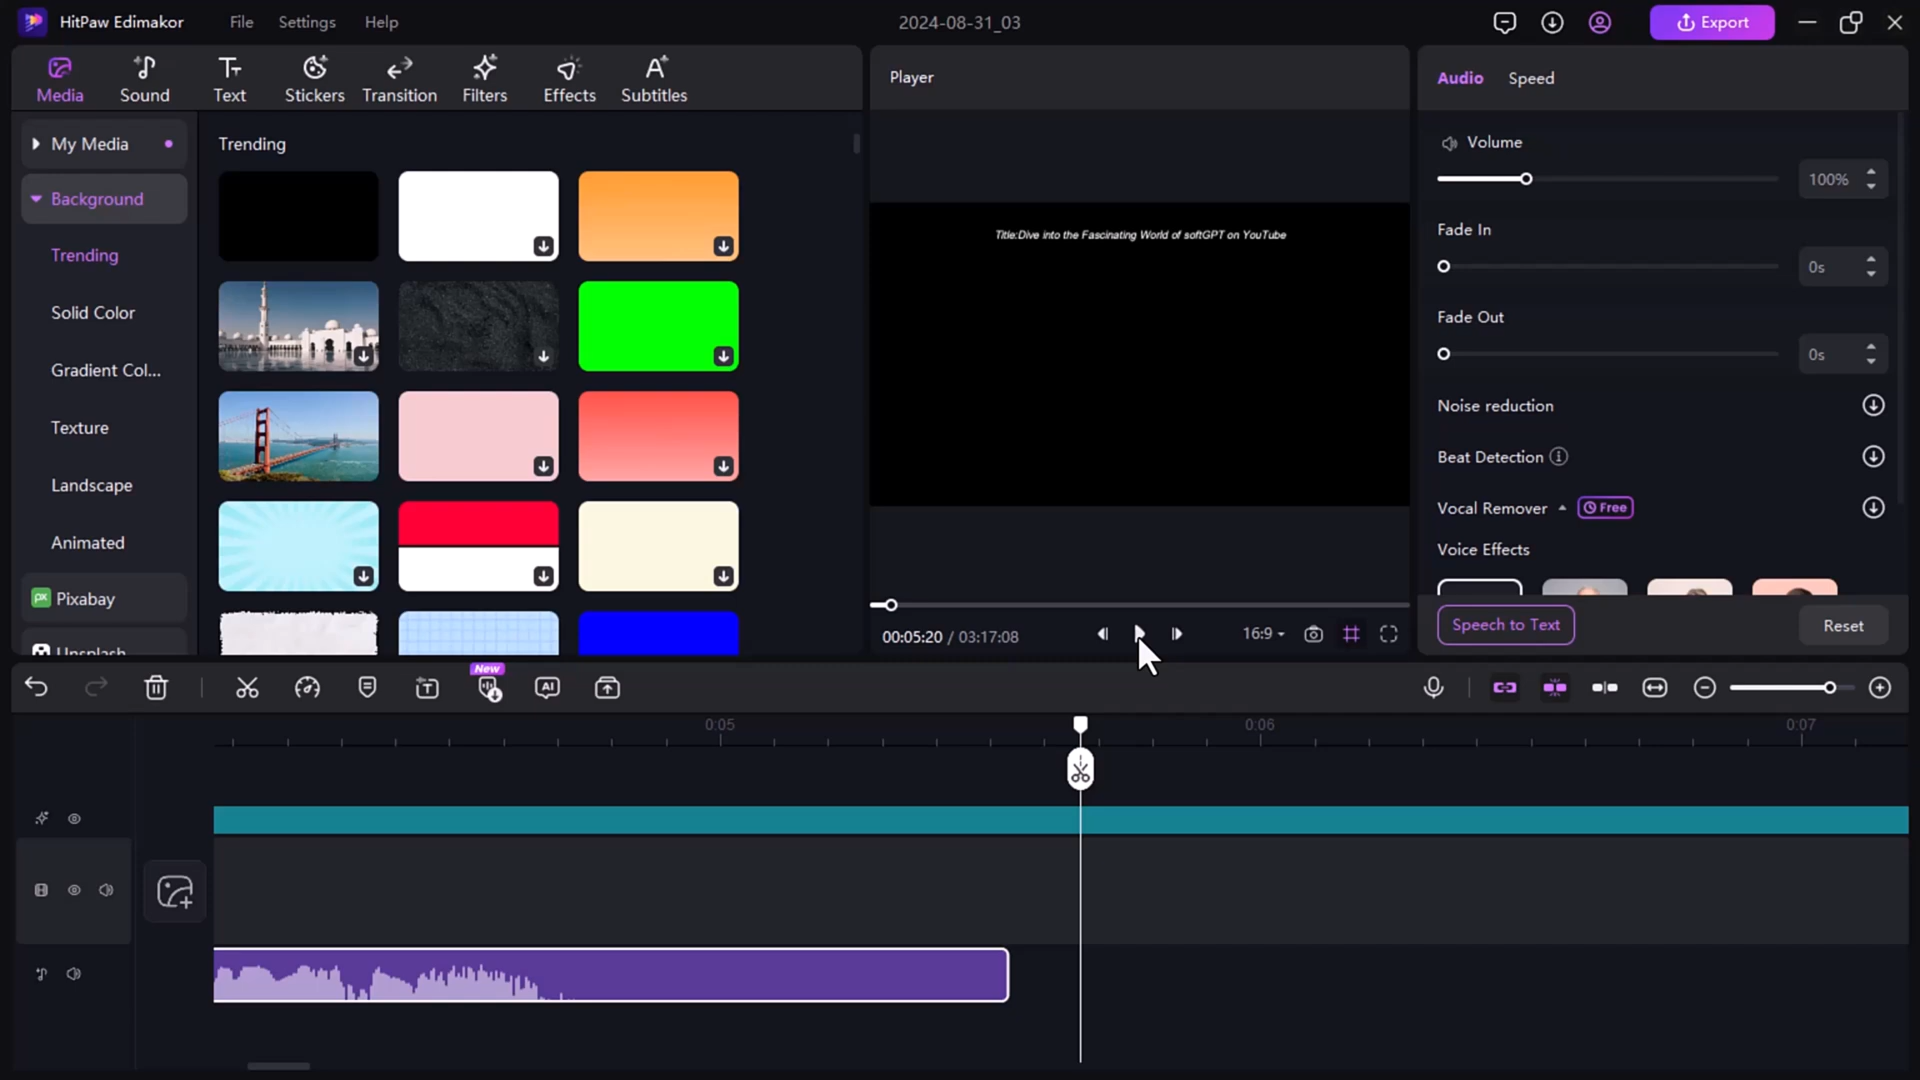 HitPaw Edimakor
File
Settings
Help
2024-08-31_03
Export
Media
Sound
Text
Stickers
Transition
Filters
Effects
Subtitles
My Media
Background
Trending
Solid Color
Gradient Col...
Texture
Landscape
Animated
Pixabay
Unsplash
Trending
Player
Title:Dive into the Fascinating World of softGPT on YouTube
00:05:20 / 03:17:08
16:9
Audio
Speed
Volume
100%
Fade In
0s
Fade Out
0s
Noise reduction
Beat Detection
Vocal Remover
Free
Voice Effects
Speech to Text
Reset
New
AI
0:05
0:06
0:07